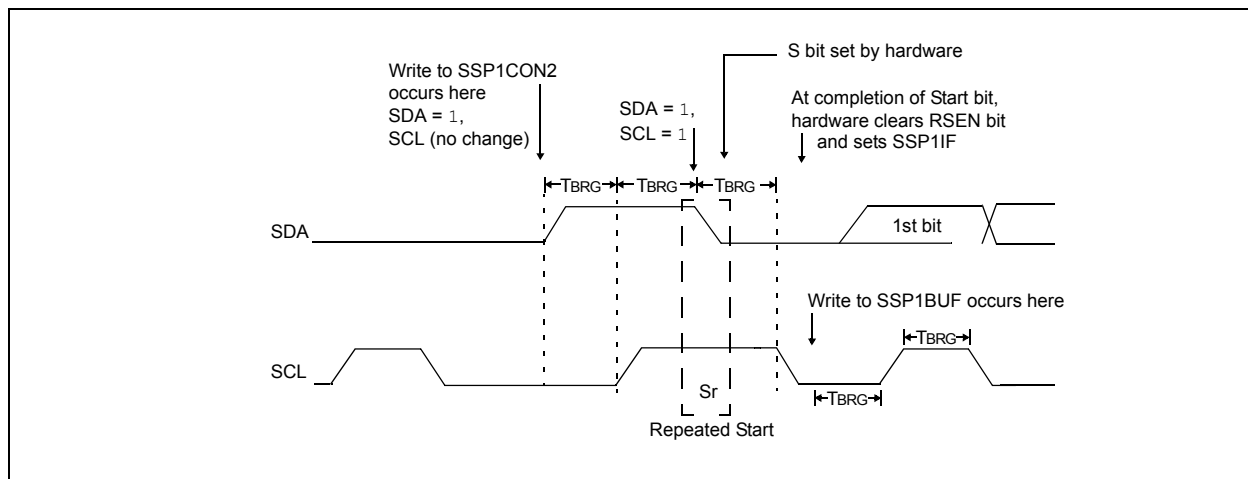 S bit set by hardware
Write to SSP1CON2
occurs here
SDA = 1,
SCL (no change)
SDA = 1,
SCL = 1
At completion of Start bit,
hardware clears RSEN bit
and sets SSP1IF
TBRG
TBRG
TBRG
SDA
1st bit
Write to SSP1BUF occurs here
TBRG
SCL
Sr
TBRG
Repeated Start